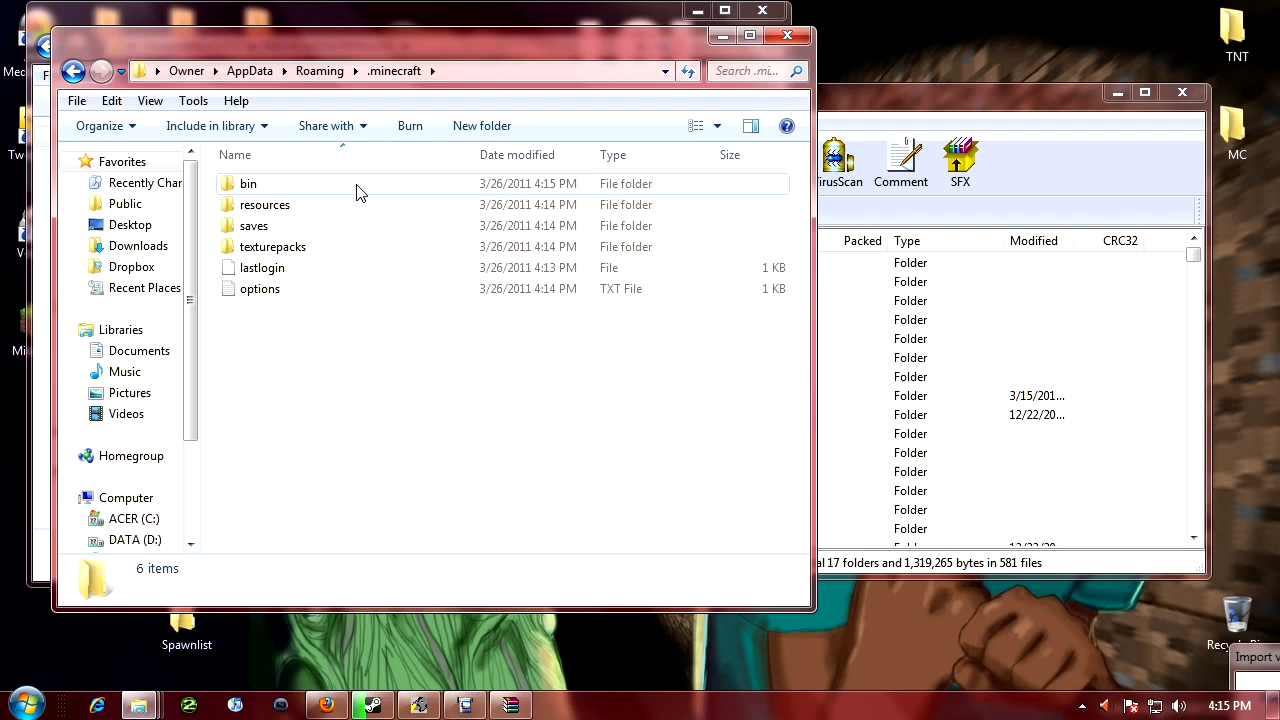 Owner
AppData
Roaming
.minecraft
Search .mi...
File
Edit
View
Tools
Help
Organize
Include in library
Share with
Burn
New folder
Name
Date modified
Type
Size
Favorites
Recently Char
Public
Desktop
Downloads
Dropbox
Recent Places
Libraries
Documents
Music
Pictures
Videos
Homegroup
Computer
ACER (C:)
DATA (D:)
bin 3/26/2011 4:15 PM File folder
resources 3/26/2011 4:14 PM File folder
saves 3/26/2011 4:14 PM File folder
texturepacks 3/26/2011 4:14 PM File folder
lastlogin 3/26/2011 4:13 PM File 1 KB
options 3/26/2011 4:14 PM TXT File 1 KB
6 items
irusScan
Comment
SFX
Packed
Type
Modified
CRC32
Folder
Folder
Folder
Folder
Folder
Folder
Folder
Folder 3/15/201...
Folder 12/22/20...
Folder
Folder
Folder
Folder
Folder
Folder
al 17 folders and 1,319,265 bytes in 581 files
TNT
MC
Spawnlist
Import
4:15 PM